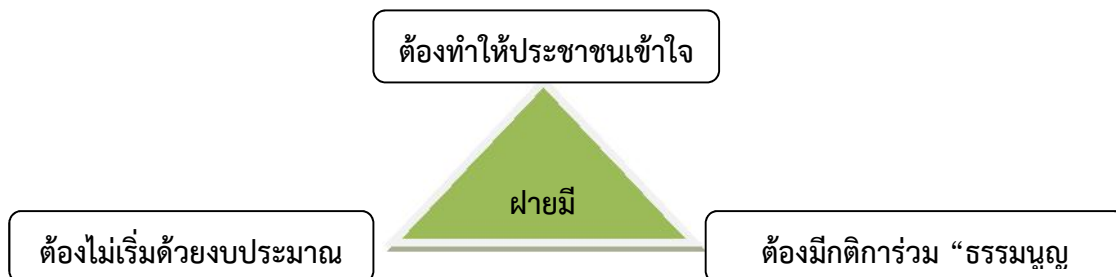 ต้องทำให้ประชาชนเข้าใจ
ฝายมี
ต้องไม่เริ่มด้วยงบประมาณ
ต้องมีกติการ่วม “ธรรมนูญ